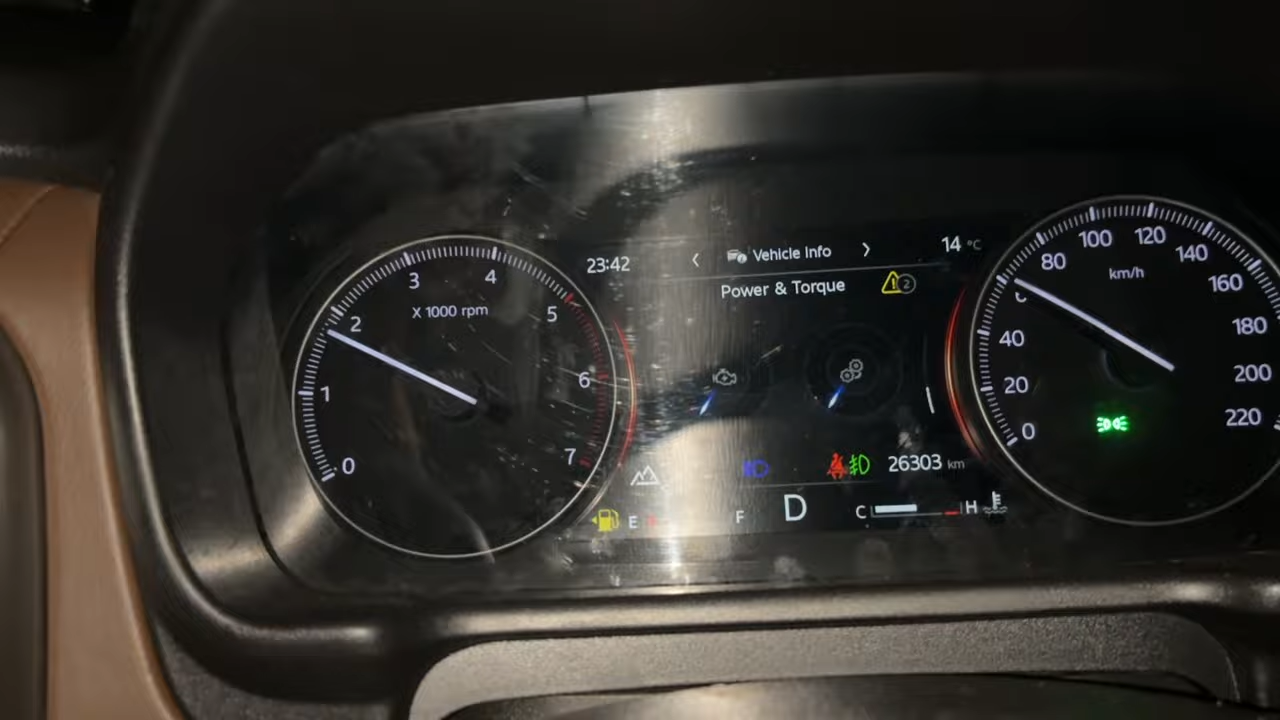 23:42
< Vehicle Info >
14 °C
Power & Torque
2
0
1
2
3
4
5
6
7
X 1000 rpm
0
20
40
80
100
120
140
160
180
200
220
km/h
26303 km
E
F
D
C
H